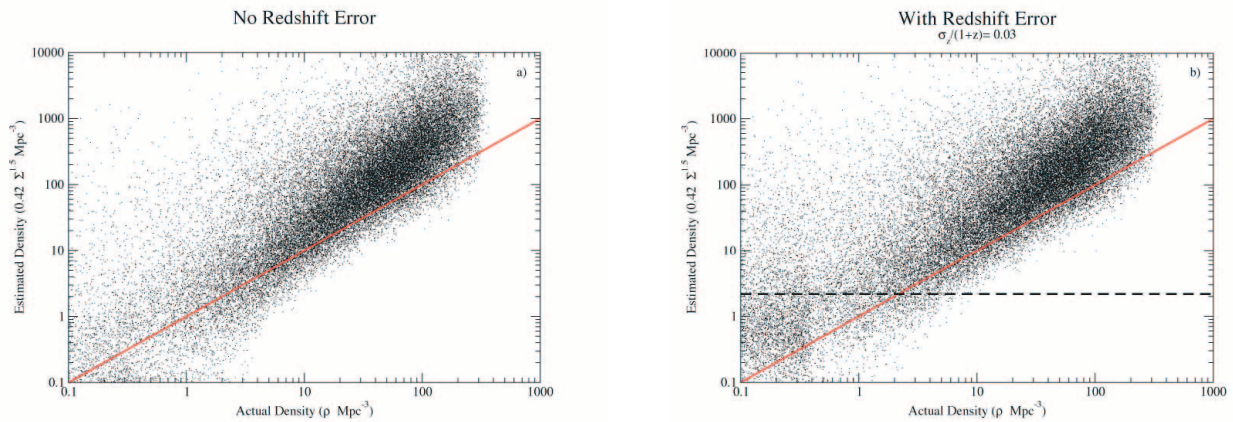 No Redshift Error
a)
10000
1000
100
10
1
0.1
Estimated Density (0.42 Σ^1.5 Mpc^-3)
0.1 1 10 100 1000
Actual Density (ρ Mpc^-3)
With Redshift Error
σ_z/(1+z)= 0.03
b)
10000
1000
100
10
1
0.1
Estimated Density (0.42 Σ^1.5 Mpc^-3)
0.1 1 10 100 1000
Actual Density (ρ Mpc^-3)